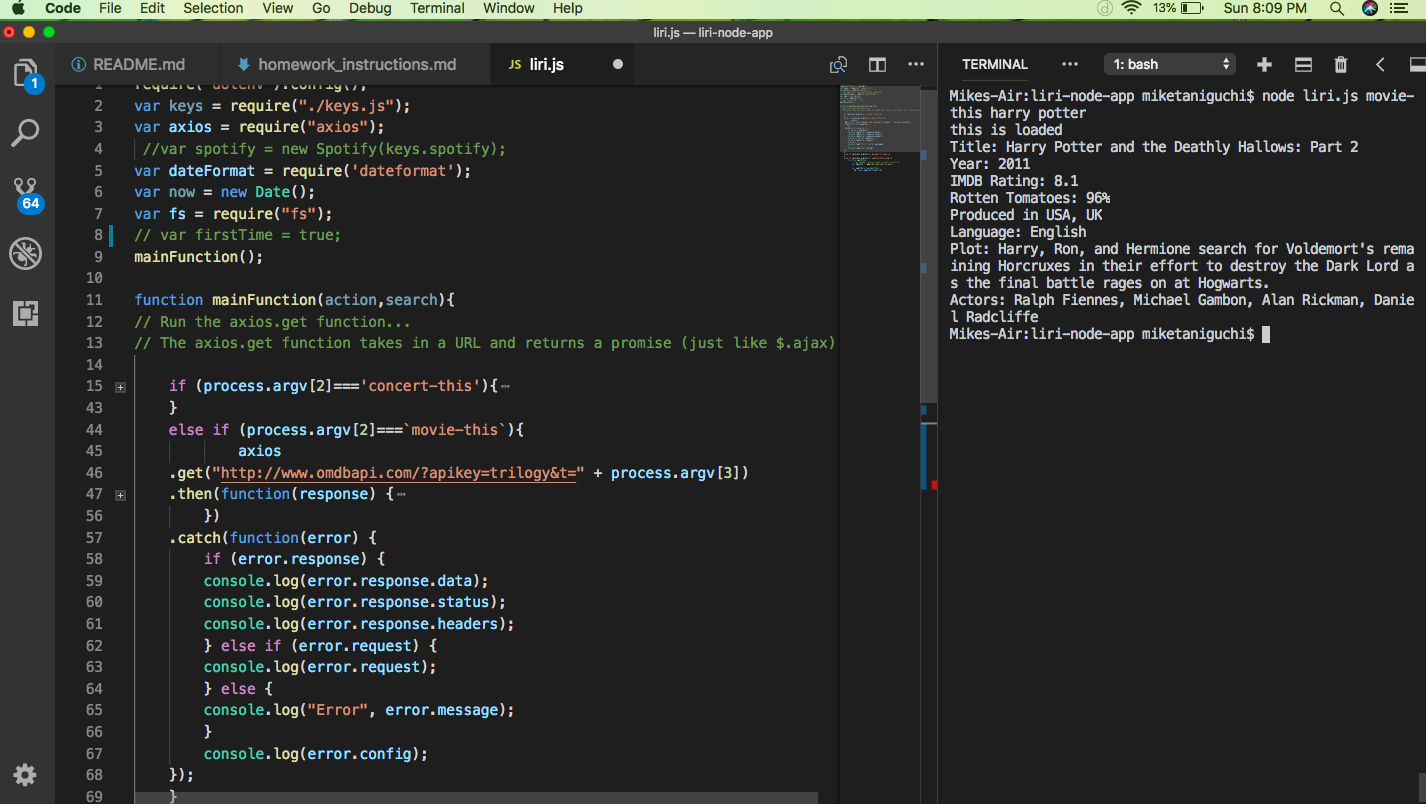 Code File Edit Selection View Go Debug Terminal Window Help 13% Sun 8:09 PM
liri.js — liri-node-app
1
64
README.md homework_instructions.md JS liri.js
TERMINAL 1: bash
1 require("dotenv").config();
2 var keys = require("./keys.js");
3 var axios = require("axios");
4 //var spotify = new Spotify(keys.spotify);
5 var dateFormat = require('dateformat');
6 var now = new Date();
7 var fs = require("fs");
8 // var firstTime = true;
9 mainFunction();
10
11 function mainFunction(action,search){
12 // Run the axios.get function...
13 // The axios.get function takes in a URL and returns a promise (just like $.ajax)
14
15 if (process.argv[2]==='concert-this'){⋯
43 }
44 else if (process.argv[2]===`movie-this`){
45 axios
46 .get("http://www.omdbapi.com/?apikey=trilogy&t=" + process.argv[3])
47 .then(function(response) {⋯
56 })
57 .catch(function(error) {
58 if (error.response) {
59 console.log(error.response.data);
60 console.log(error.response.status);
61 console.log(error.response.headers);
62 } else if (error.request) {
63 console.log(error.request);
64 } else {
65 console.log("Error", error.message);
66 }
67 console.log(error.config);
68 });
69 }
Mikes-Air:liri-node-app miketaniguchi$ node liri.js movie-
this harry potter
this is loaded
Title: Harry Potter and the Deathly Hallows: Part 2
Year: 2011
IMDB Rating: 8.1
Rotten Tomatoes: 96%
Produced in USA, UK
Language: English
Plot: Harry, Ron, and Hermione search for Voldemort's rema
ining Horcruxes in their effort to destroy the Dark Lord a
s the final battle rages on at Hogwarts.
Actors: Ralph Fiennes, Michael Gambon, Alan Rickman, Danie
l Radcliffe
Mikes-Air:liri-node-app miketaniguchi$